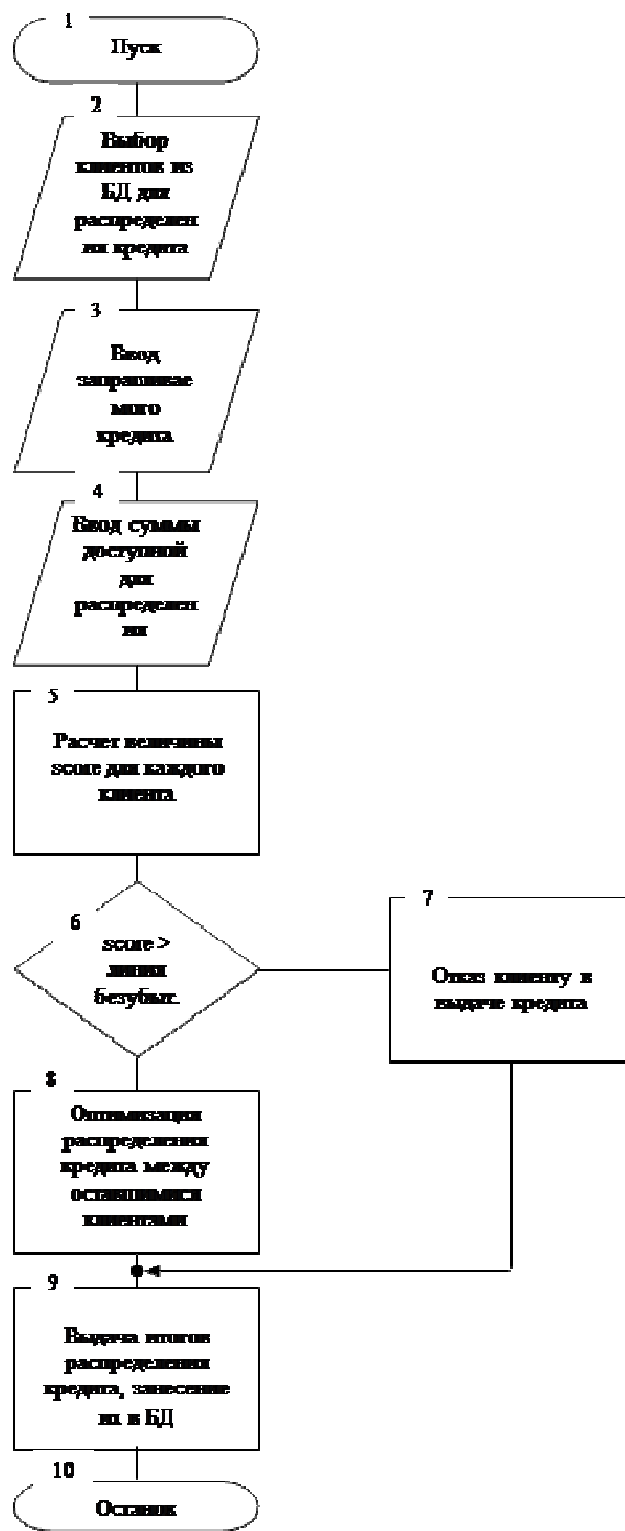 1
Пуск
2
Выбор
клиентов из
БД для
распределен
ия кредита
3
Ввод
запрашивае
мого
кредита
4
Ввод суммы
доступной
для
распределен
ия
5
Расчет величины
score для каждого
клиента
6
score >
линия
безубыт.
7
Отказ клиенту в
выдаче кредита
8
Оптимизация
распределения
кредита между
оставшимися
клиентами
9
Выдача итогов
распределения
кредита, занесение
их в БД
10
Останов